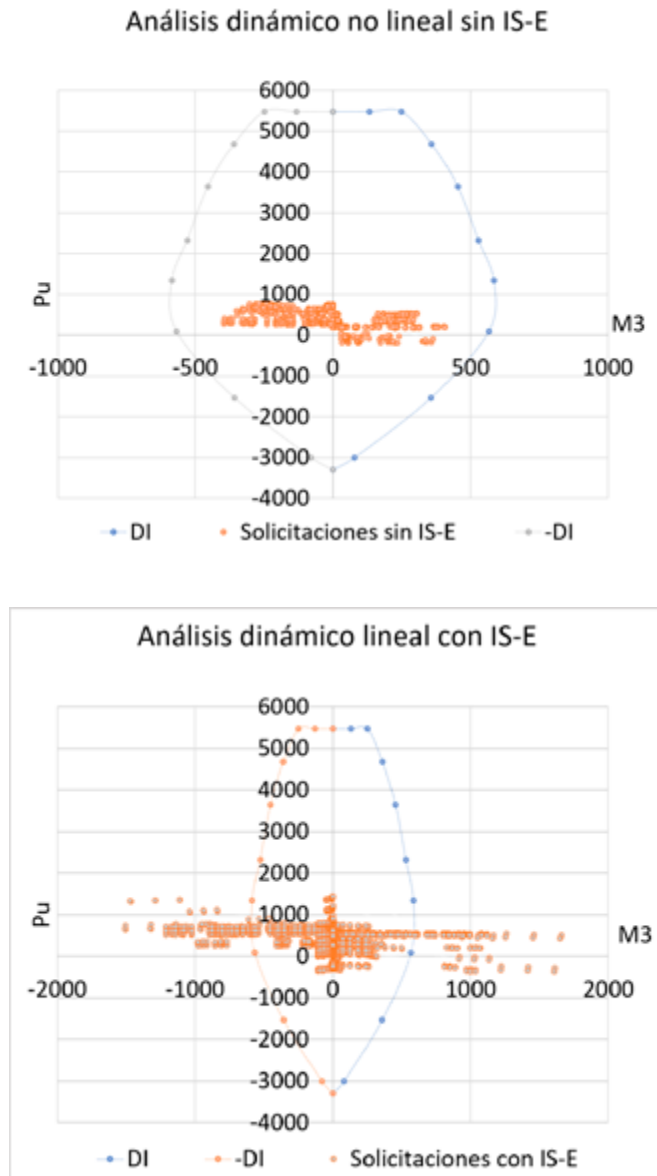 Análisis dinámico no lineal sin IS-E
6000
5000
4000
3000
2000
1000
0
-1000
-2000
-3000
-4000
Pu
M3
-1000 -500 0 500 1000
DI Solicitaciones sin IS-E -DI
Análisis dinámico lineal con IS-E
6000
5000
4000
3000
2000
1000
0
-1000
-2000
-3000
-4000
Pu
M3
-2000 -1000 0 1000 2000
DI -DI Solicitaciones con IS-E